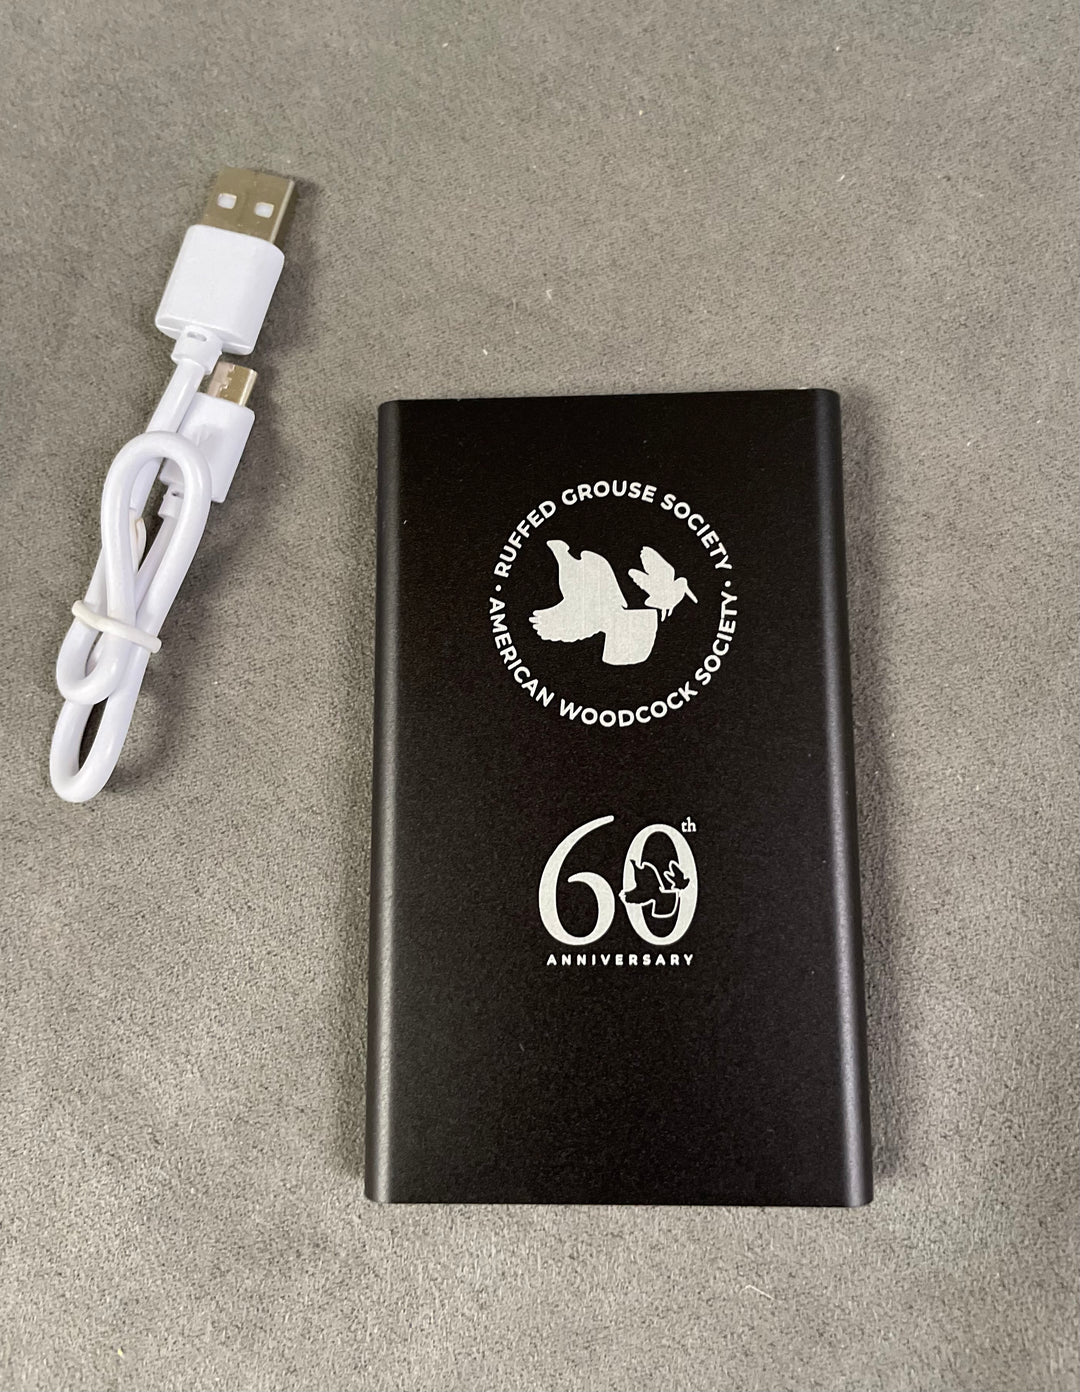 • RUFFED GROUSE SOCIETY •
AMERICAN WOODCOCK SOCIETY
60th
ANNIVERSARY